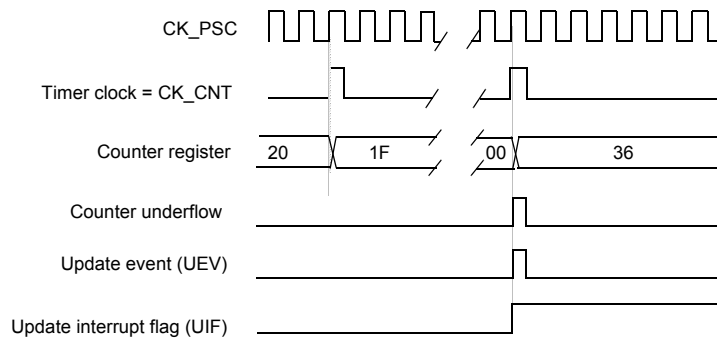 CK_PSC
Timer clock = CK_CNT
Counter register 20 1F 00 36
Counter underflow
Update event (UEV)
Update interrupt flag (UIF)